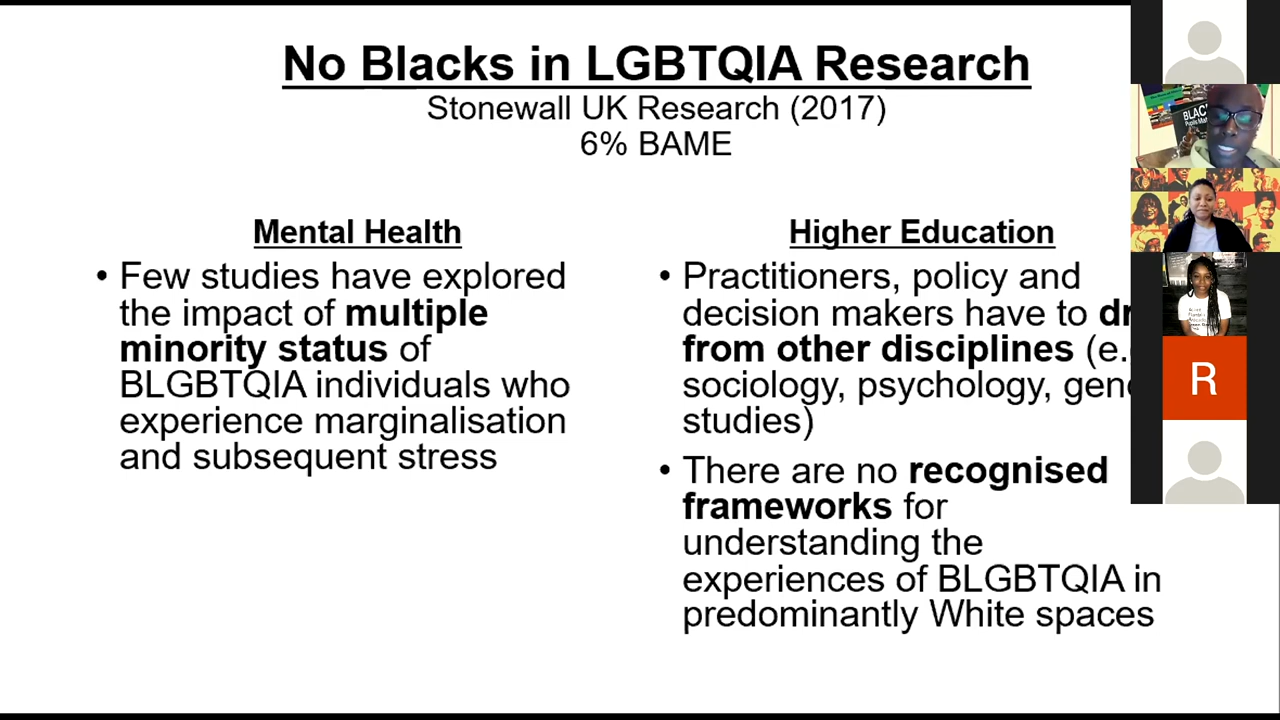 No Blacks in LGBTQIA Research
Stonewall UK Research (2017)
6% BAME
Mental Health
• Few studies have explored
the impact of multiple
minority status of
BLGBTQIA individuals who
experience marginalisation
and subsequent stress
Higher Education
• Practitioners, policy and
decision makers have to
from other disciplines (e.
sociology, psychology,
studies)
• There are no recognised
frameworks for
understanding the
experiences of BLGBTQIA in
predominantly White spaces
R